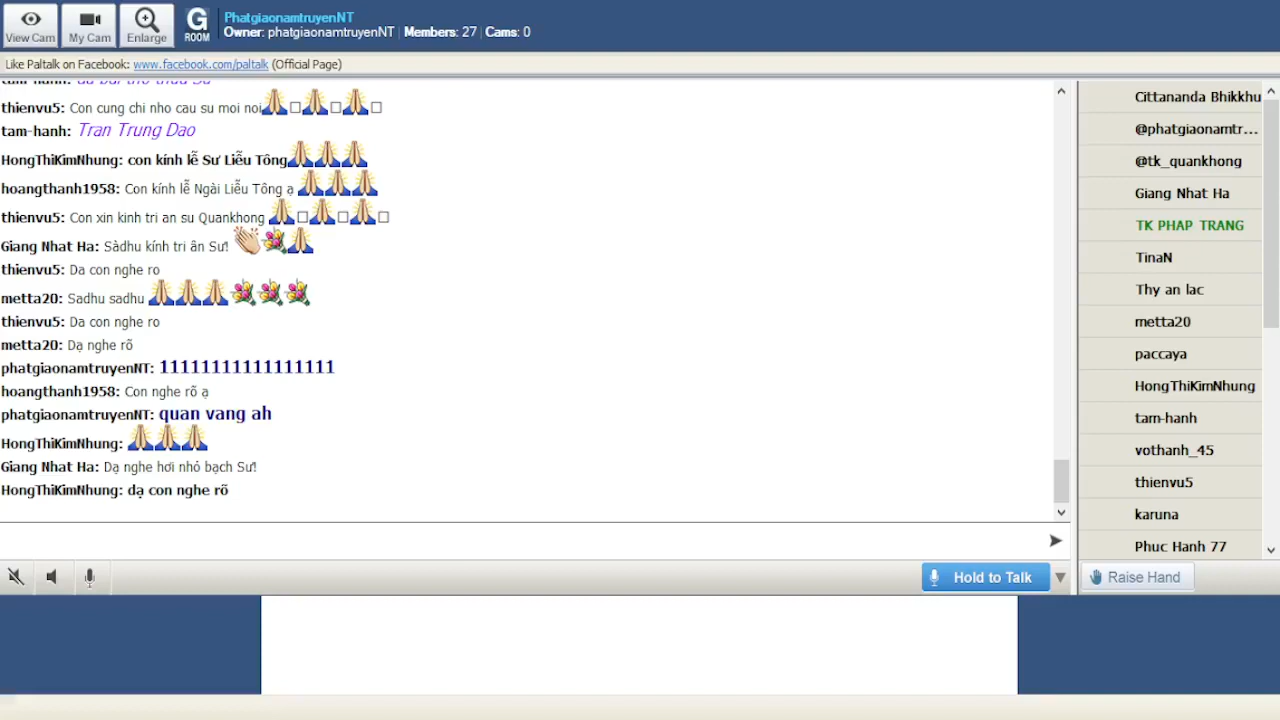 View Cam
My Cam
Enlarge
G
ROOM
PhatgiaonamtruyenNT
Owner: phatgiaonamtruyenNT | Members: 27 | Cams: 0
Like Paltalk on Facebook: www.facebook.com/paltalk (Official Page)
thienvu5: Con cung chi nho cau su moi noi
tam-hanh: Tran Trung Dao
HongThiKimNhung: con kính lễ Sư Liễu Tông
hoangthanh1958: Con kính lễ Ngài Liễu Tông ạ
thienvu5: Con xin kinh tri an su Quankhong
Giang Nhat Ha: Sàdhu kính tri ân Sư!
thienvu5: Da con nghe ro
metta20: Sadhu sadhu
thienvu5: Da con nghe ro
metta20: Dạ nghe rõ
phatgiaonamtruyenNT: 11111111111111111
hoangthanh1958: Con nghe rõ ạ
phatgiaonamtruyenNT: quan vang ah
HongThiKimNhung:
Giang Nhat Ha: Dạ nghe hơi nhỏ bạch Sư!
HongThiKimNhung: dạ con nghe rõ
Hold to Talk
Cittananda Bhikkhu
@phatgiaonamtr...
@tk_quankhong
Giang Nhat Ha
TK PHAP TRANG
TinaN
Thy an lac
metta20
paccaya
HongThiKimNhung
tam-hanh
vothanh_45
thienvu5
karuna
Phuc Hanh 77
Raise Hand